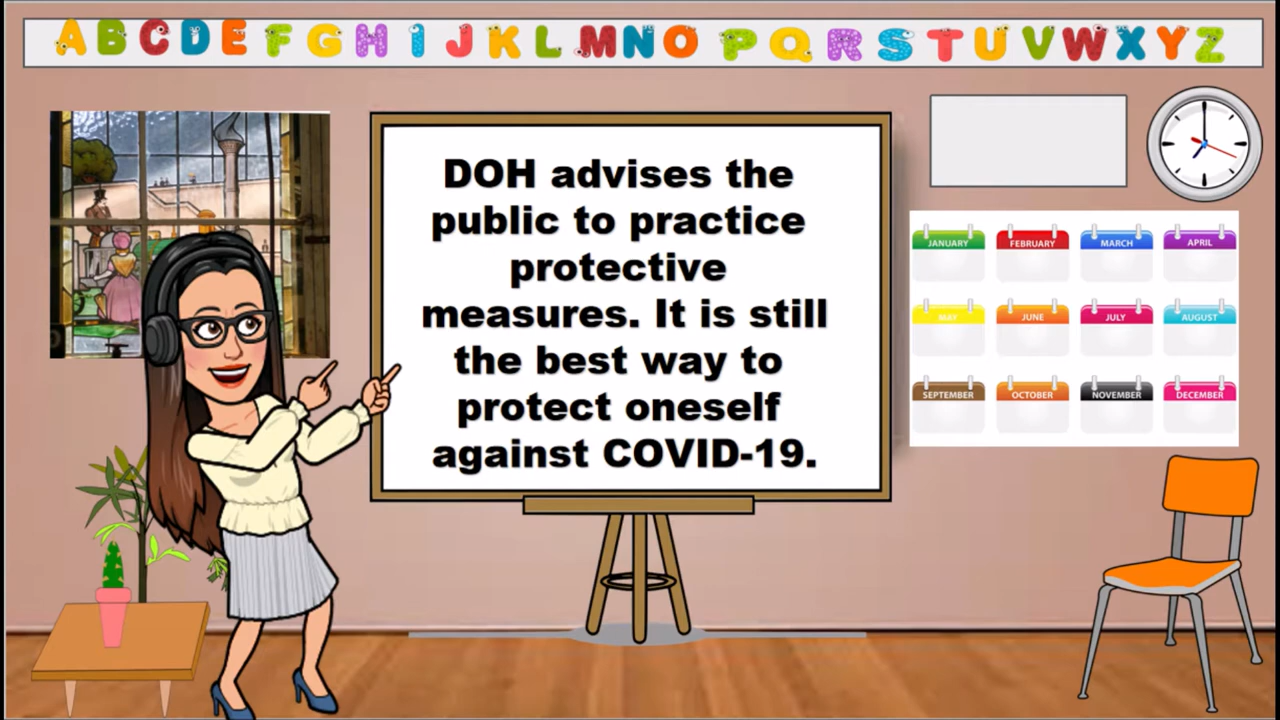 A B C D E F G H I J K L M N O P Q R S T U V W X Y Z
DOH advises the
public to practice
protective
measures. It is still
the best way to
protect oneself
against COVID-19.
JANUARY FEBRUARY MARCH APRIL
MAY JUNE JULY AUGUST
SEPTEMBER OCTOBER NOVEMBER DECEMBER